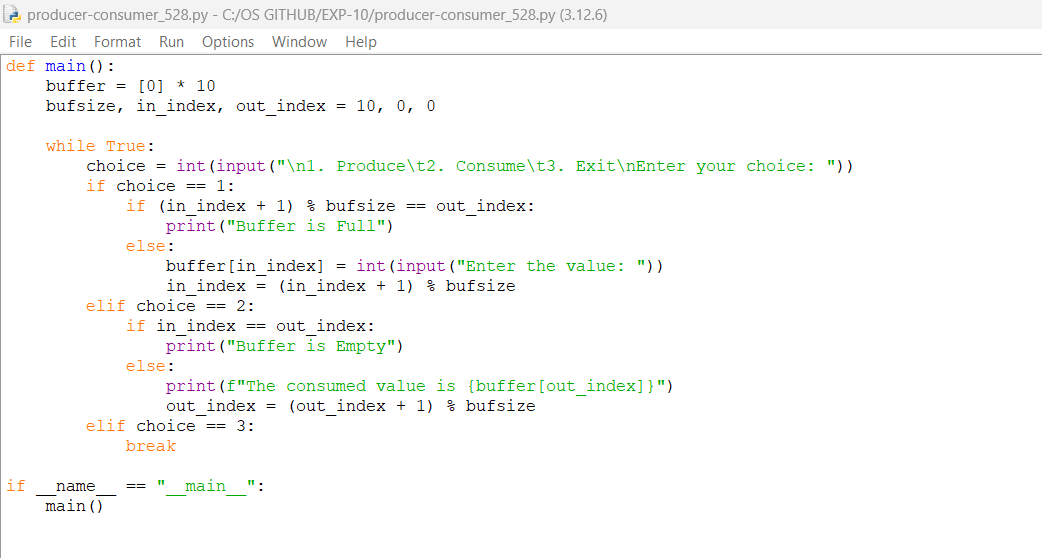 producer-consumer_528.py - C:/OS GITHUB/EXP-10/producer-consumer_528.py (3.12.6)
File Edit Format Run Options Window Help
def main():
    buffer = [0] * 10
    bufsize, in_index, out_index = 10, 0, 0

    while True:
        choice = int(input("\n1. Produce\t2. Consume\t3. Exit\nEnter your choice: "))
        if choice == 1:
            if (in_index + 1) % bufsize == out_index:
                print("Buffer is Full")
            else:
                buffer[in_index] = int(input("Enter the value: "))
                in_index = (in_index + 1) % bufsize
        elif choice == 2:
            if in_index == out_index:
                print("Buffer is Empty")
            else:
                print(f"The consumed value is {buffer[out_index]}")
                out_index = (out_index + 1) % bufsize
        elif choice == 3:
            break

if __name__ == "__main__":
    main()